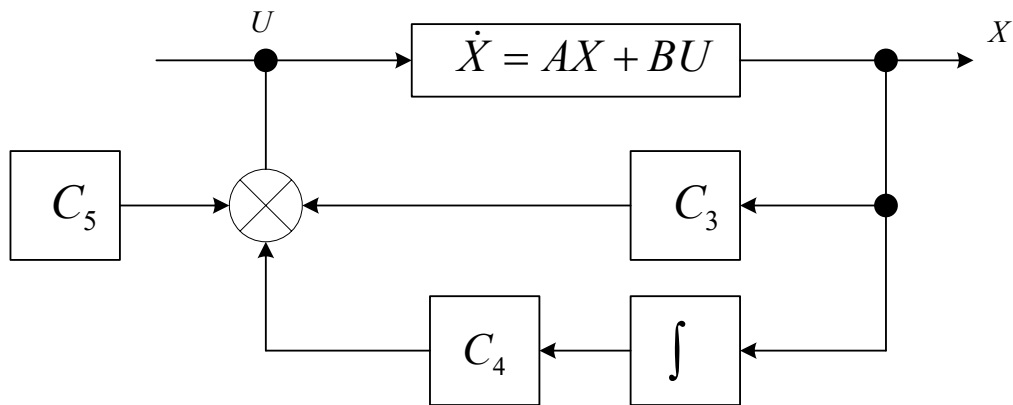 U
X
Ẋ = AX + BU
C₅
C₃
C₄
∫